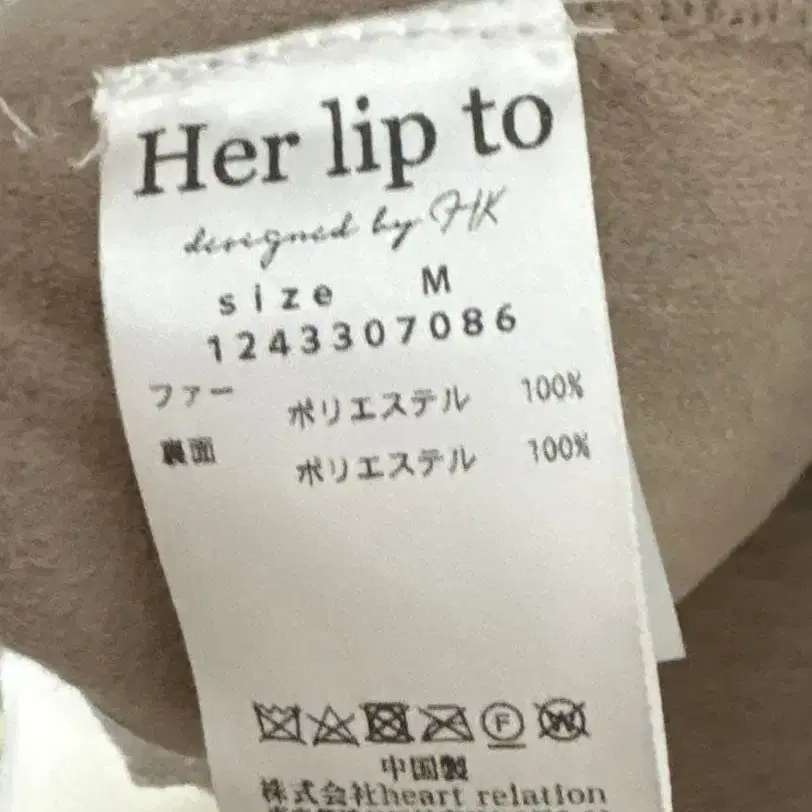 Her lip to
designed by HK
size M
1243307086
ファー ポリエステル 100%
裏面 ポリエステル 100%
F W
中国製
株式会社heart relation